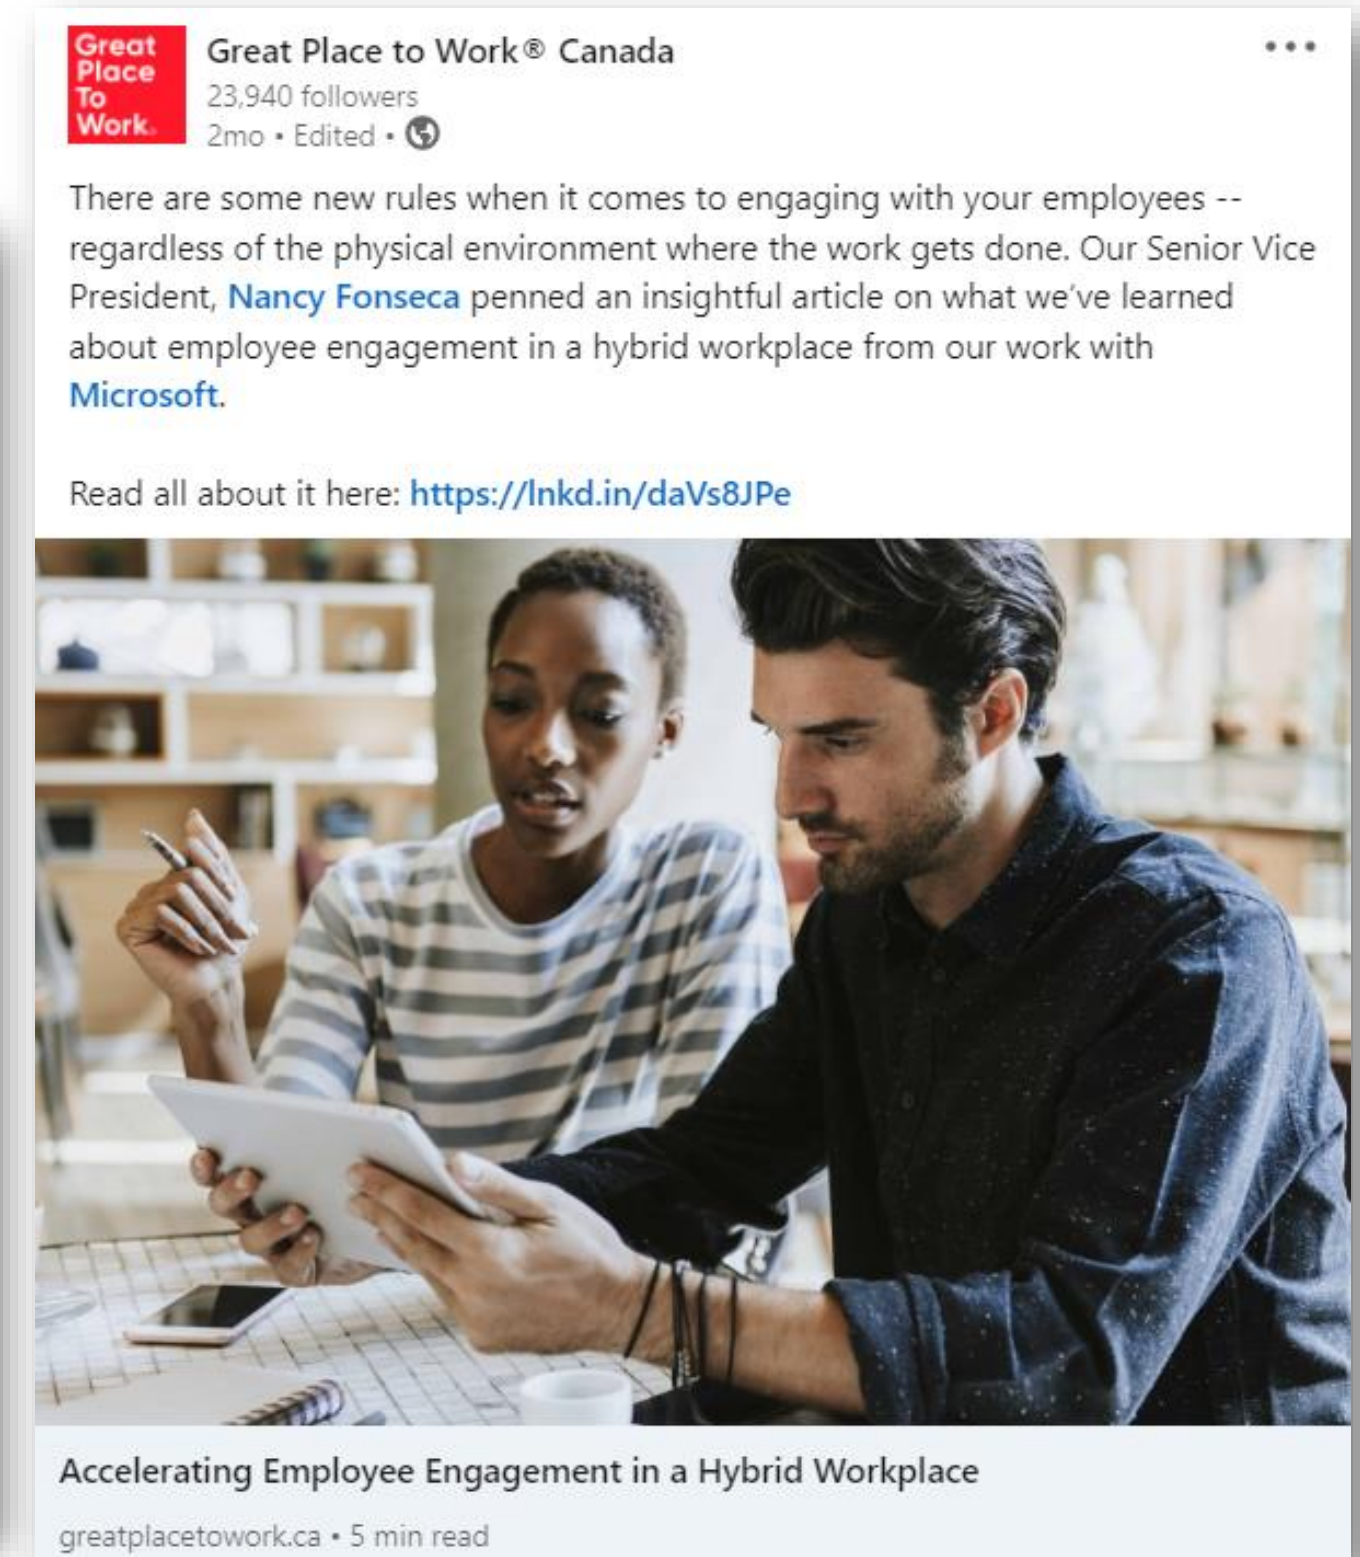 Great
Place
To
Work.
Great Place to Work® Canada
23,940 followers
2mo • Edited •
There are some new rules when it comes to engaging with your employees --
regardless of the physical environment where the work gets done. Our Senior Vice
President, Nancy Fonseca penned an insightful article on what we've learned
about employee engagement in a hybrid workplace from our work with
Microsoft.
Read all about it here: https://lnkd.in/daVs8JPe
Accelerating Employee Engagement in a Hybrid Workplace
greatplacetowork.ca • 5 min read